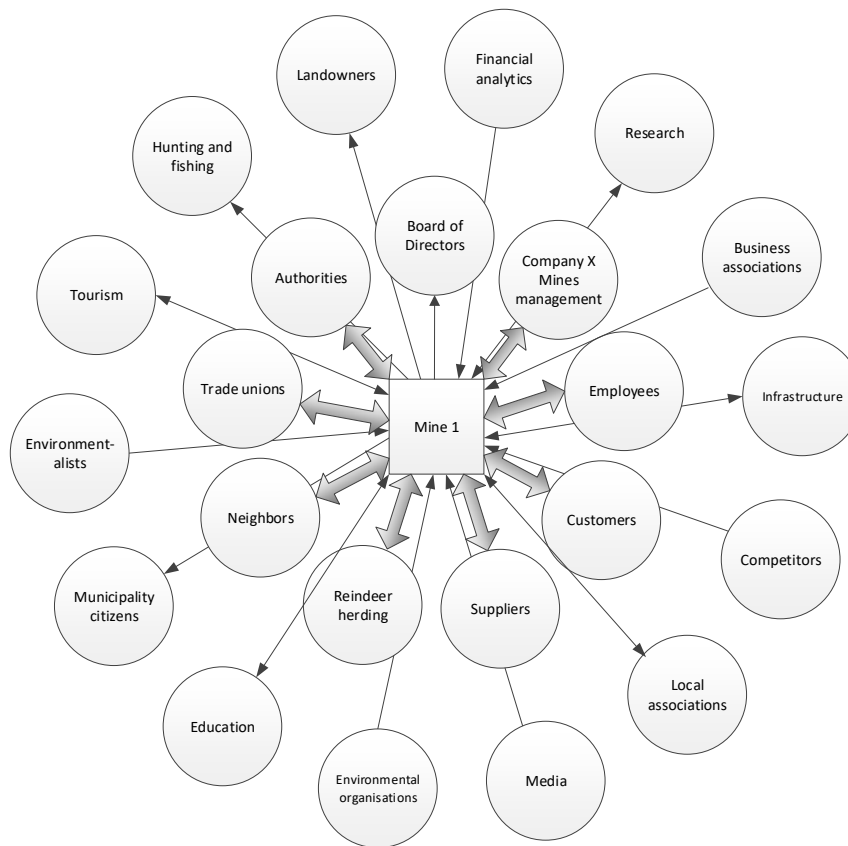 Landowners
Financial
analytics
Research
Hunting and
fishing
Board of
Directors
Authorities
Company X
Mines
management
Business
associations
Tourism
Trade unions
Employees
Infrastructure
Mine 1
Environment-
alists
Neighbors
Customers
Competitors
Municipality
citizens
Reindeer
herding
Suppliers
Local
associations
Education
Environmental
organisations
Media